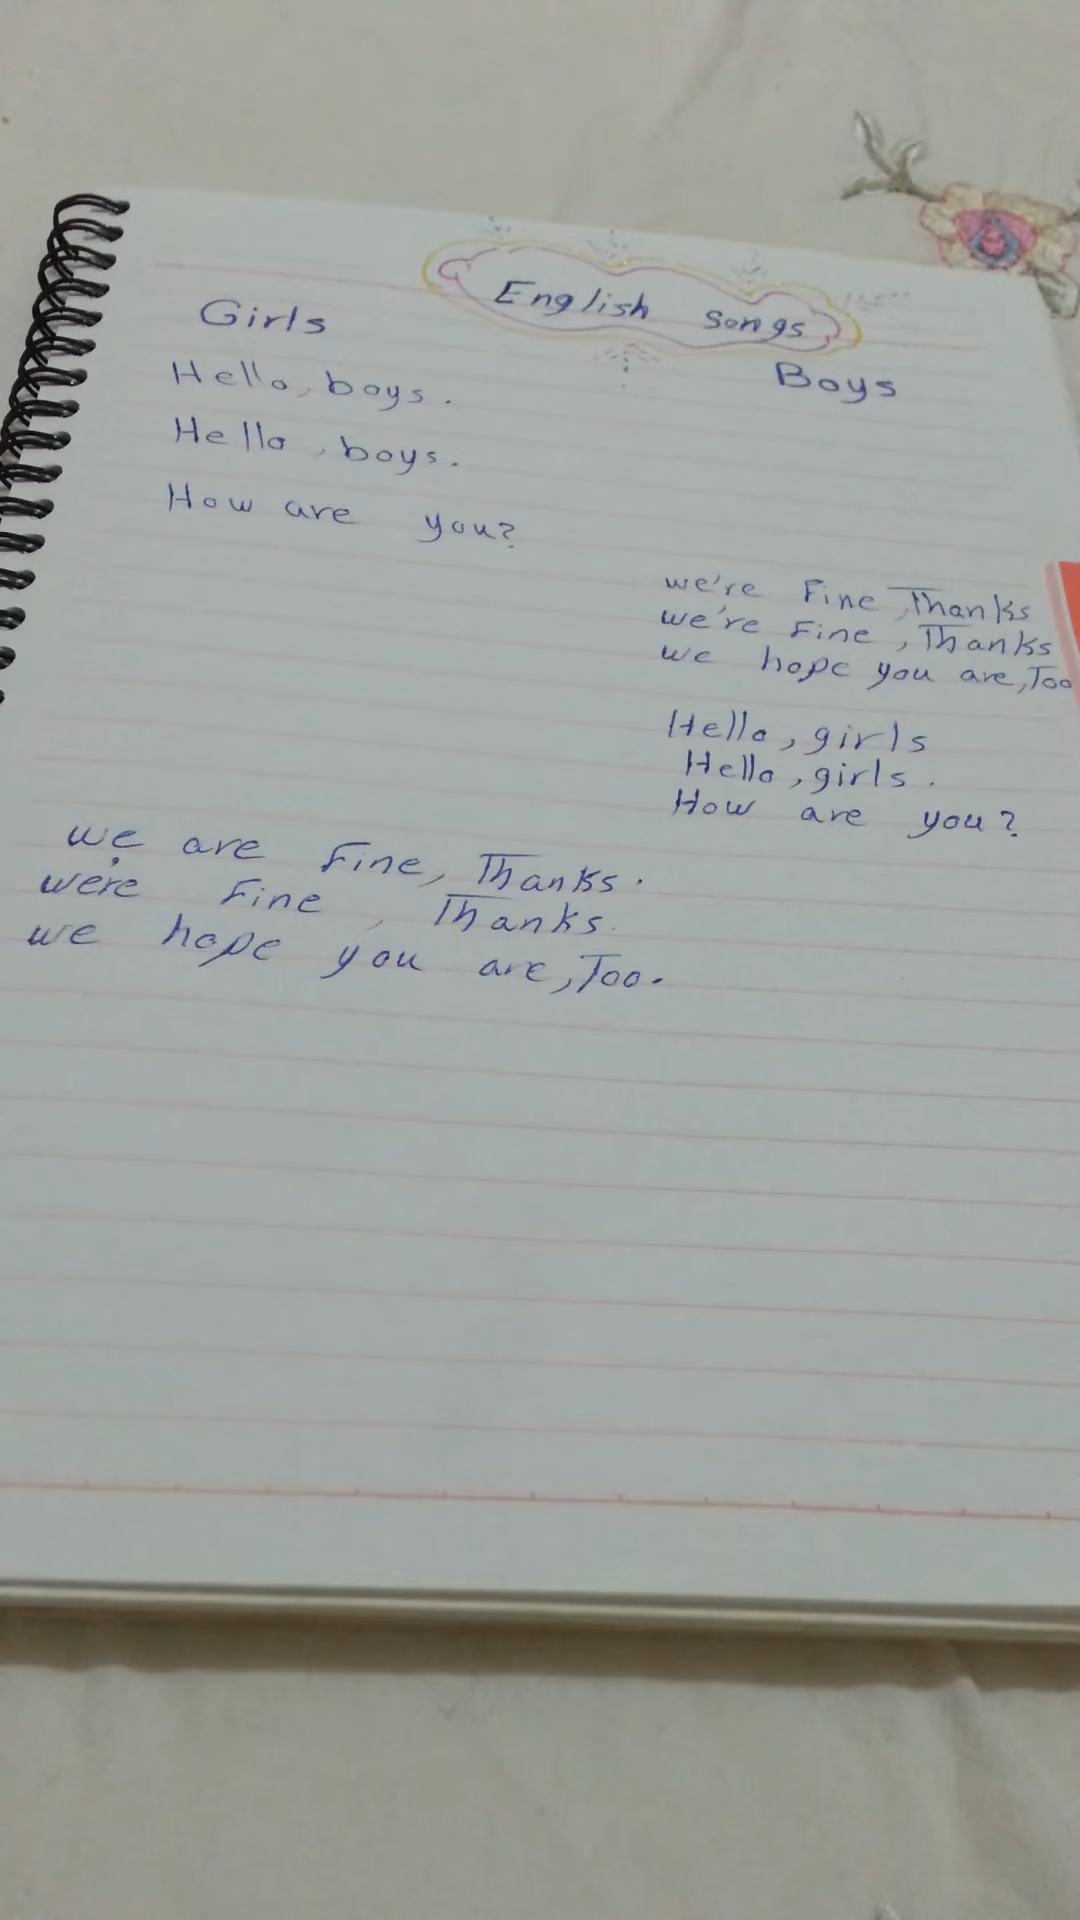 English songs
Girls
Boys
Hello, boys.
Hello, boys.
How are you?
we're Fine, Thanks
we're Fine, Thanks
we hope you are, Too
Hello, girls
Hello, girls.
How are you?
we are Fine, Thanks.
we're Fine, Thanks.
we hope you are, Too.